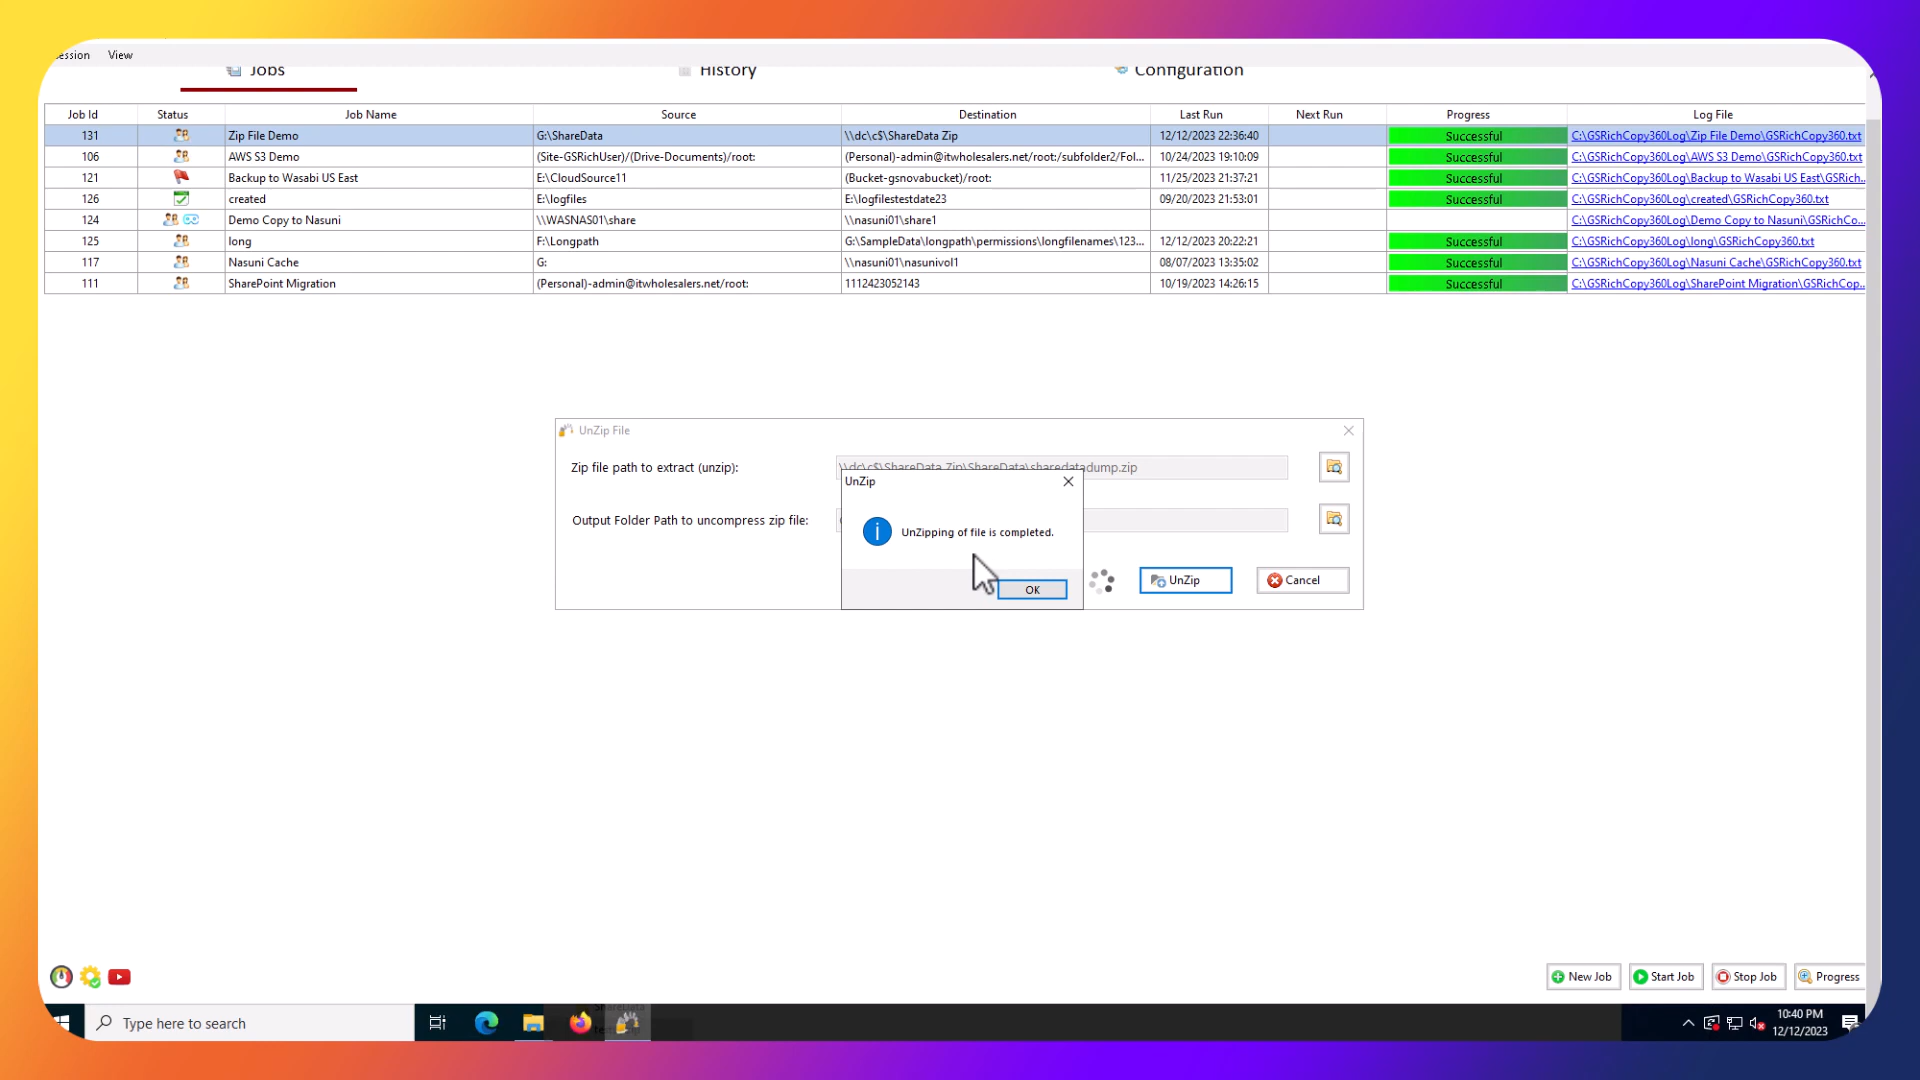 ession View
Jobs History Configuration
Job Id Status Job Name Source Destination Last Run Next Run Progress Log File
131 Zip File Demo G:\ShareData \\dc\c$\ShareData Zip 12/12/2023 22:36:40 Successful C:\GSRichCopy360Log\Zip File Demo\GSRichCopy360.txt
106 AWS S3 Demo (Site-GSRichUser)/(Drive-Documents)/root: (Personal)-admin@itwholesalers.net/root:/subfolder2/Fol... 10/24/2023 19:10:09 Successful C:\GSRichCopy360Log\AWS S3 Demo\GSRichCopy360.txt
121 Backup to Wasabi US East E:\CloudSource11 (Bucket-gsnovabucket)/root: 11/25/2023 21:37:21 Successful C:\GSRichCopy360Log\Backup to Wasabi US East\GSRich...
126 created E:\logfiles E:\logfilestestdate23 09/20/2023 21:53:01 Successful C:\GSRichCopy360Log\created\GSRichCopy360.txt
124 Demo Copy to Nasuni \\WASNAS01\share \\nasuni01\share1 C:\GSRichCopy360Log\Demo Copy to Nasuni\GSRichCo...
125 long F:\Longpath G:\SampleData\longpath\permissions\longfilenames\123... 12/12/2023 20:22:21 Successful C:\GSRichCopy360Log\long\GSRichCopy360.txt
117 Nasuni Cache G: \\nasuni01\nasunivol1 08/07/2023 13:35:02 Successful C:\GSRichCopy360Log\Nasuni Cache\GSRichCopy360.txt
111 SharePoint Migration (Personal)-admin@itwholesalers.net/root: 1112423052143 10/19/2023 14:26:15 Successful C:\GSRichCopy360Log\SharePoint Migration\GSRichCop...
UnZip File
Zip file path to extract (unzip): \\dc\c$\ShareData Zip\ShareData\sharedatadump.zip
UnZip
Output Folder Path to uncompress zip file:
UnZipping of file is completed.
OK UnZip Cancel
New Job Start Job Stop Job Progress
Type here to search
10:40 PM
12/12/2023